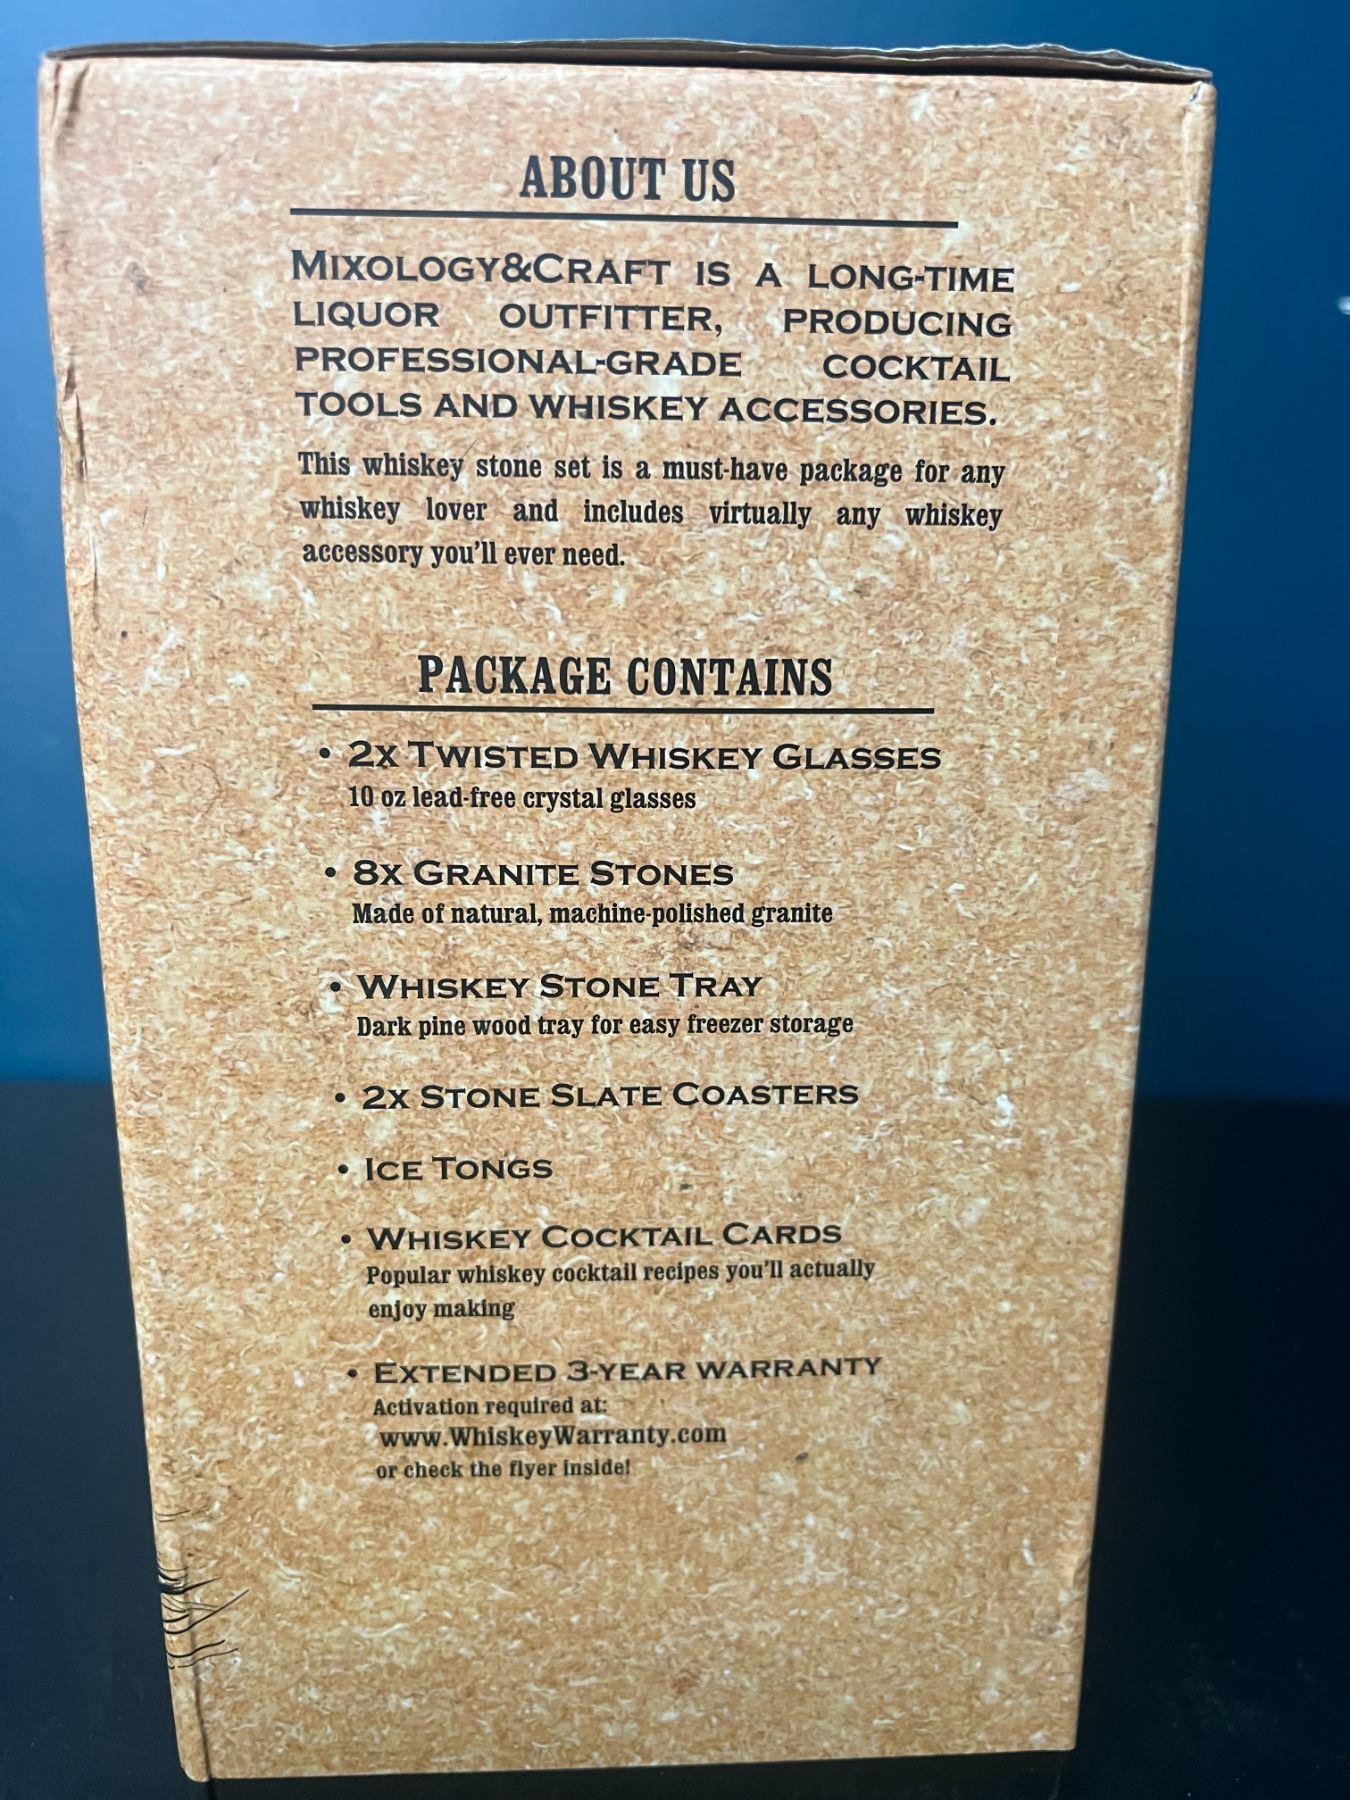 ABOUT US
MIXOLOGY&CRAFT IS A LONG-TIME
LIQUOR OUTFITTER, PRODUCING
PROFESSIONAL-GRADE COCKTAIL
TOOLS AND WHISKEY ACCESSORIES.
This whiskey stone set is a must-have package for any
whiskey lover and includes virtually any whiskey
accessory you'll ever need.
PACKAGE CONTAINS
• 2X TWISTED WHISKEY GLASSES
10 oz lead-free crystal glasses
• 8X GRANITE STONES
Made of natural, machine-polished granite
• WHISKEY STONE TRAY
Dark pine wood tray for easy freezer storage
• 2X STONE SLATE COASTERS
• ICE TONGS
• WHISKEY COCKTAIL CARDS
Popular whiskey cocktail recipes you'll actually
enjoy making
• EXTENDED 3-YEAR WARRANTY
Activation required at:
www.WhiskeyWarranty.com
or check the flyer inside!